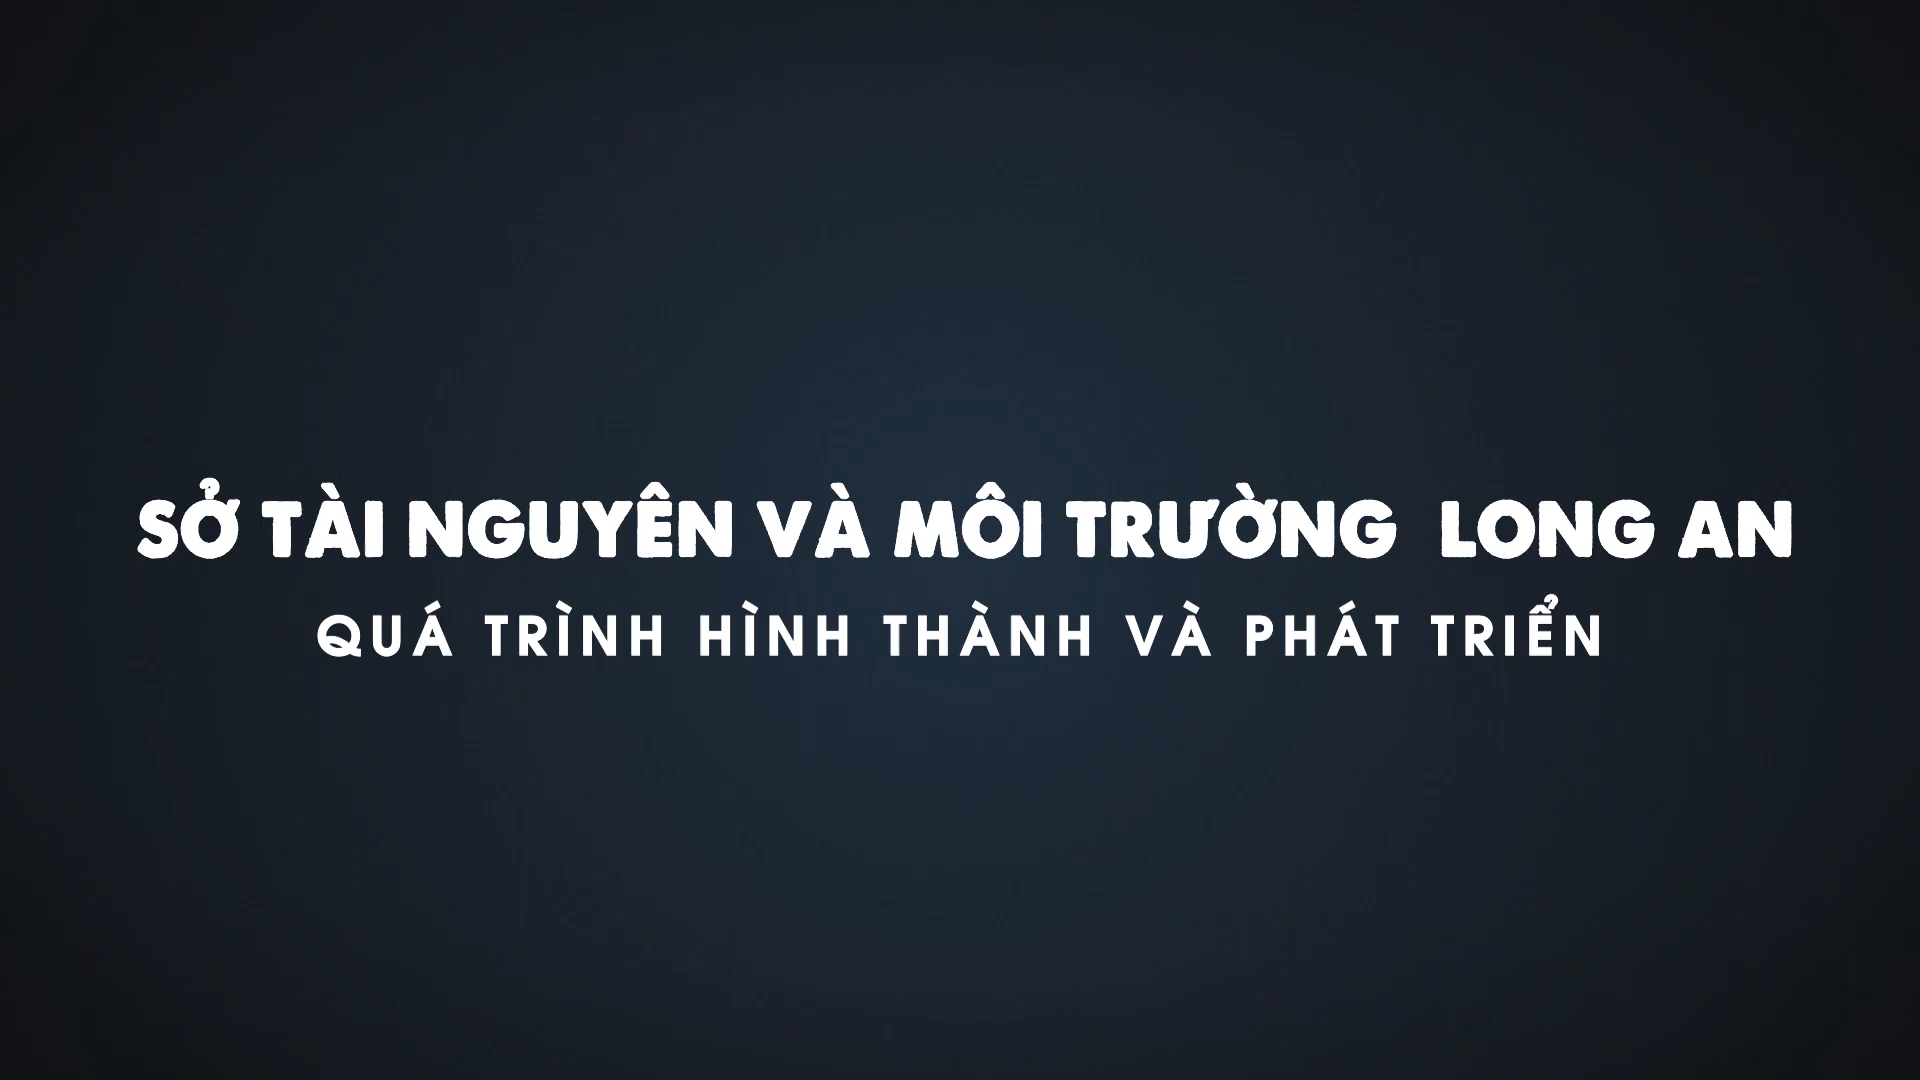 SỞ TÀI NGUYÊN VÀ MÔI TRƯỜNG LONG AN
QUÁ TRÌNH HÌNH THÀNH VÀ PHÁT TRIỂN